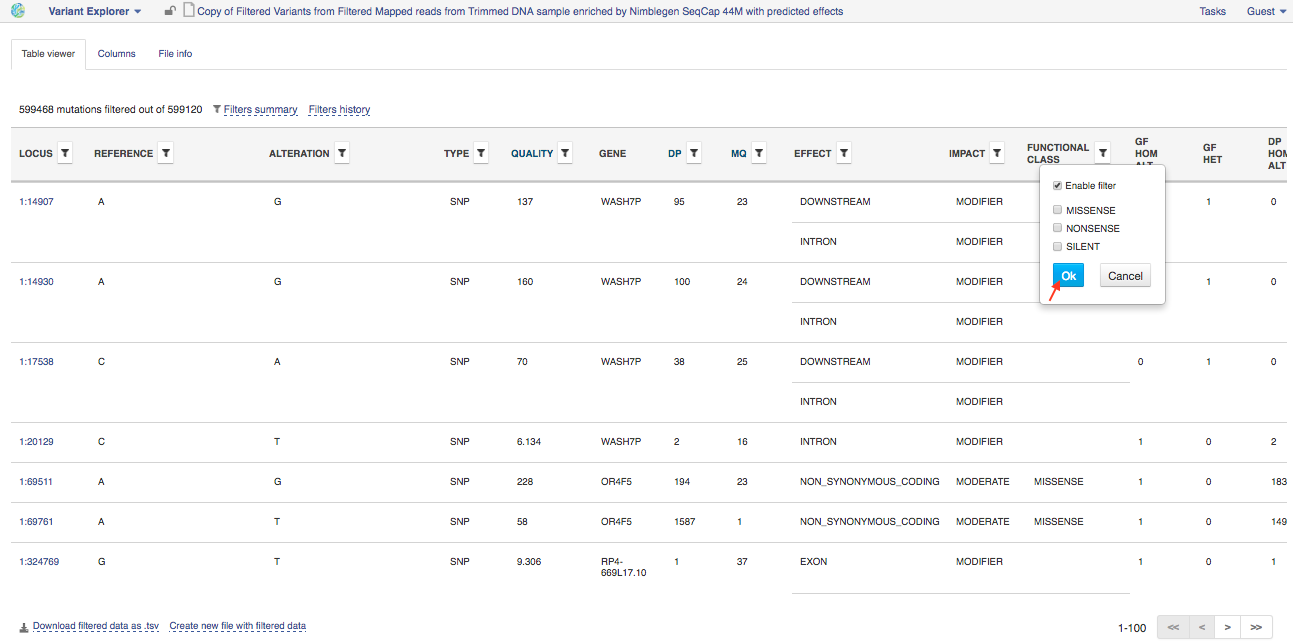 Variant Explorer Copy of Filtered Variants from Filtered Mapped reads from Trimmed DNA sample enriched by Nimblegen SeqCap 44M with predicted effects Tasks Guest
Table viewer Columns File info
599468 mutations filtered out of 599120 Filters summary Filters history
LOCUS REFERENCE ALTERATION TYPE QUALITY GENE DP MQ EFFECT IMPACT FUNCTIONAL CLASS GF HOM ALT GF HET DP HOM ALT
Enable filter
MISSENSE
NONSENSE
SILENT
Ok Cancel
1:14907 A G SNP 137 WASH7P 95 23 DOWNSTREAM MODIFIER 1 0
INTRON MODIFIER
1:14930 A G SNP 160 WASH7P 100 24 DOWNSTREAM MODIFIER 1 0
INTRON MODIFIER
1:17538 C A SNP 70 WASH7P 38 25 DOWNSTREAM MODIFIER 0 1 0
INTRON MODIFIER
1:20129 C T SNP 6.134 WASH7P 2 16 INTRON MODIFIER 1 0 2
1:69511 A G SNP 228 OR4F5 194 23 NON_SYNONYMOUS_CODING MODERATE MISSENSE 1 0 183
1:69761 A T SNP 58 OR4F5 1587 1 NON_SYNONYMOUS_CODING MODERATE MISSENSE 1 0 149
1:324769 G T SNP 9.306 RP4-669L17.10 1 37 EXON MODIFIER 1 0 1
Download filtered data as .tsv Create new file with filtered data 1-100 << < > >>